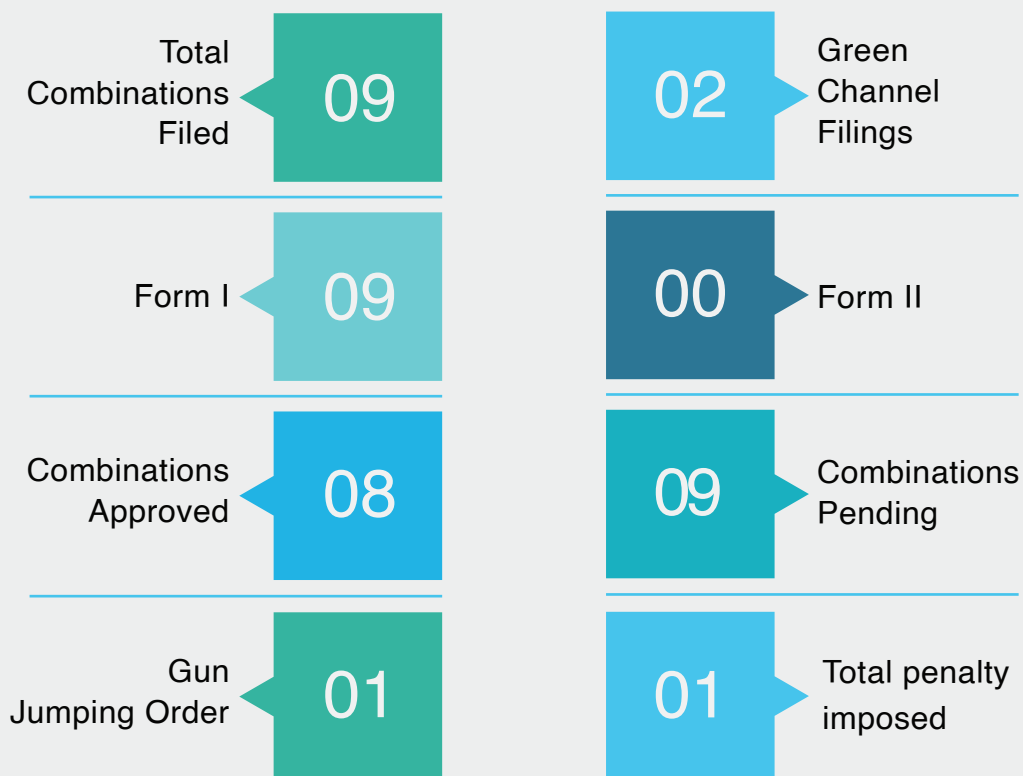 Total
Combinations
Filed
09
02
Green
Channel
Filings
Form I
09
00
Form II
Combinations
Approved
08
09
Combinations
Pending
Gun
Jumping Order
01
01
Total penalty
imposed